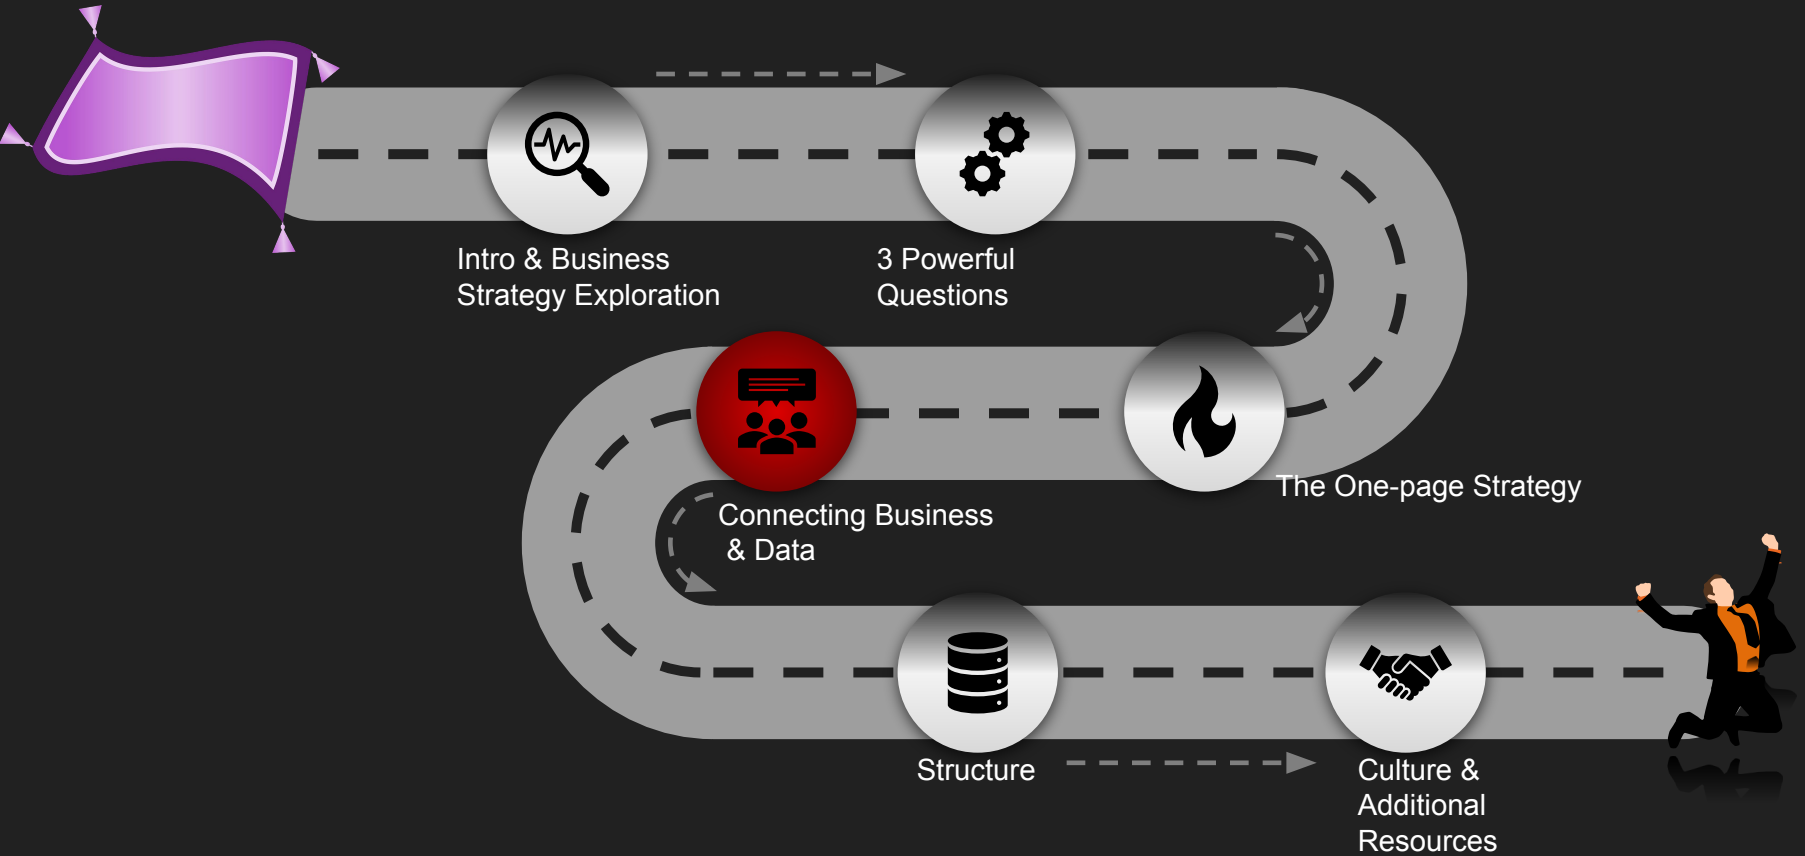 Intro & Business
Strategy Exploration
3 Powerful
Questions
The One-page Strategy
Connecting Business
& Data
Structure
Culture &
Additional
Resources